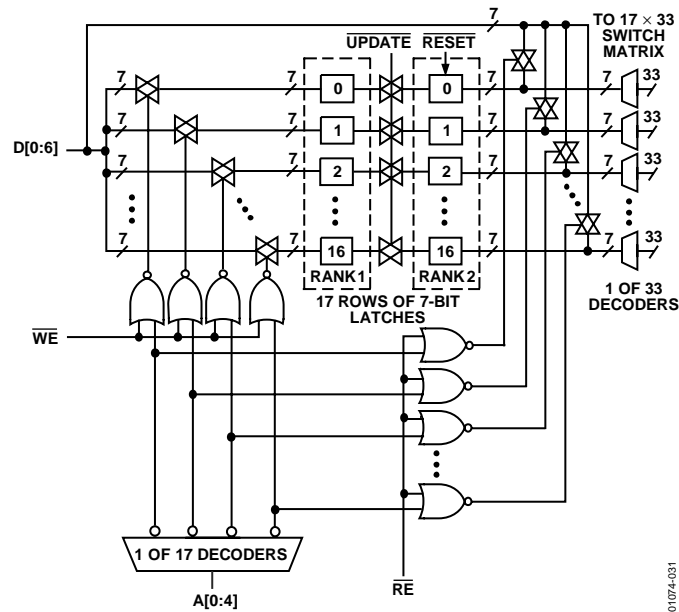 7
TO 17 × 33
SWITCH
MATRIX
UPDATE
RESET
7 7 0 0 7 7 33
7 7 1 1 7 7 33
D[0:6]
7 7 2 2 7 7 33
7 7 16 16 7 7 33
RANK1
RANK2
17 ROWS OF 7-BIT
LATCHES
1 OF 33
DECODERS
WE
1 OF 17 DECODERS
A[0:4]
RE
01074-031